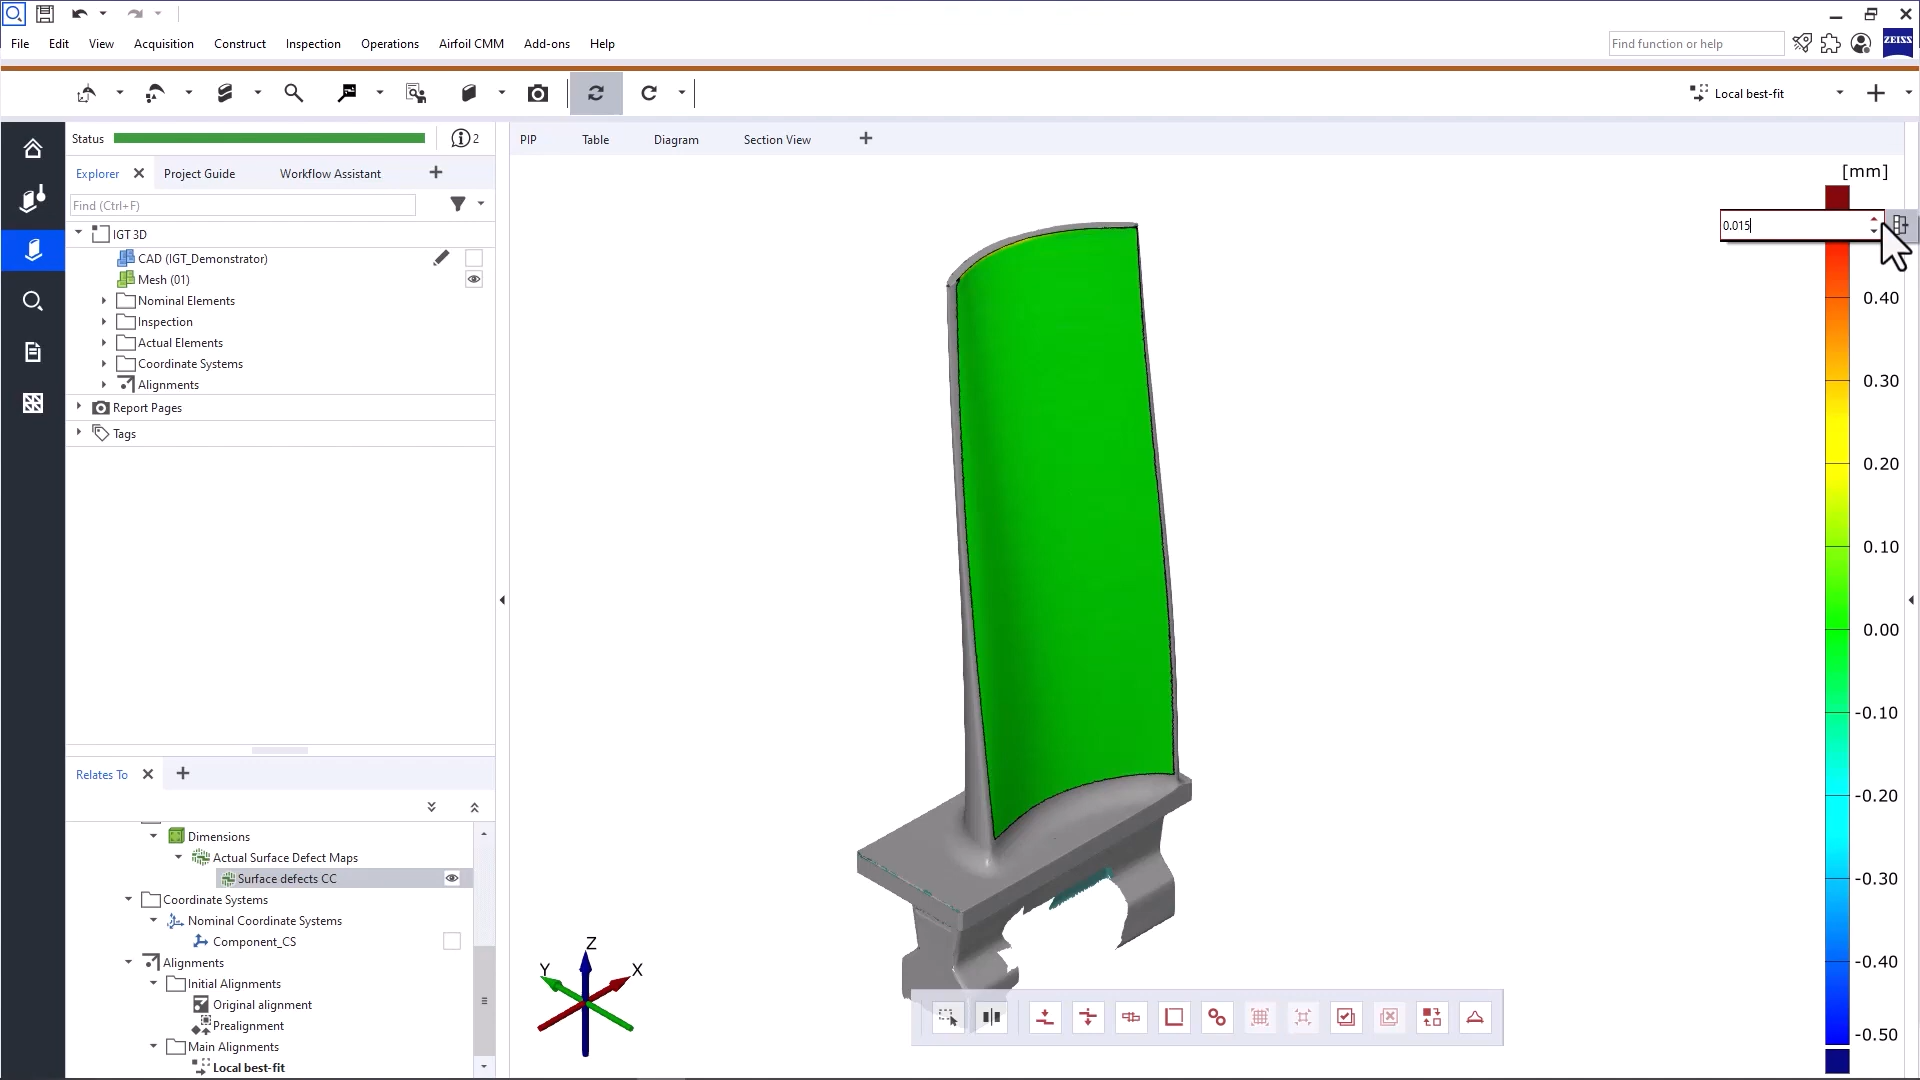 File Edit View Acquisition Construct Inspection Operations Airfoil CMM Add-ons Help
Find function or help
ZEISS
Local best-fit
Status
2
PIP Table Diagram Section View
Explorer Project Guide Workflow Assistant
Find (Ctrl+F)
IGT 3D
CAD (IGT_Demonstrator)
Mesh (01)
Nominal Elements
Inspection
Actual Elements
Coordinate Systems
Alignments
Report Pages
Tags
Relates To
Dimensions
Actual Surface Defect Maps
Surface defects CC
Coordinate Systems
Nominal Coordinate Systems
Component_CS
Alignments
Initial Alignments
Original alignment
Prealignment
Main Alignments
Local best-fit
Z
Y
X
[mm]
0.015
0.40
0.30
0.20
0.10
0.00
-0.10
-0.20
-0.30
-0.40
-0.50